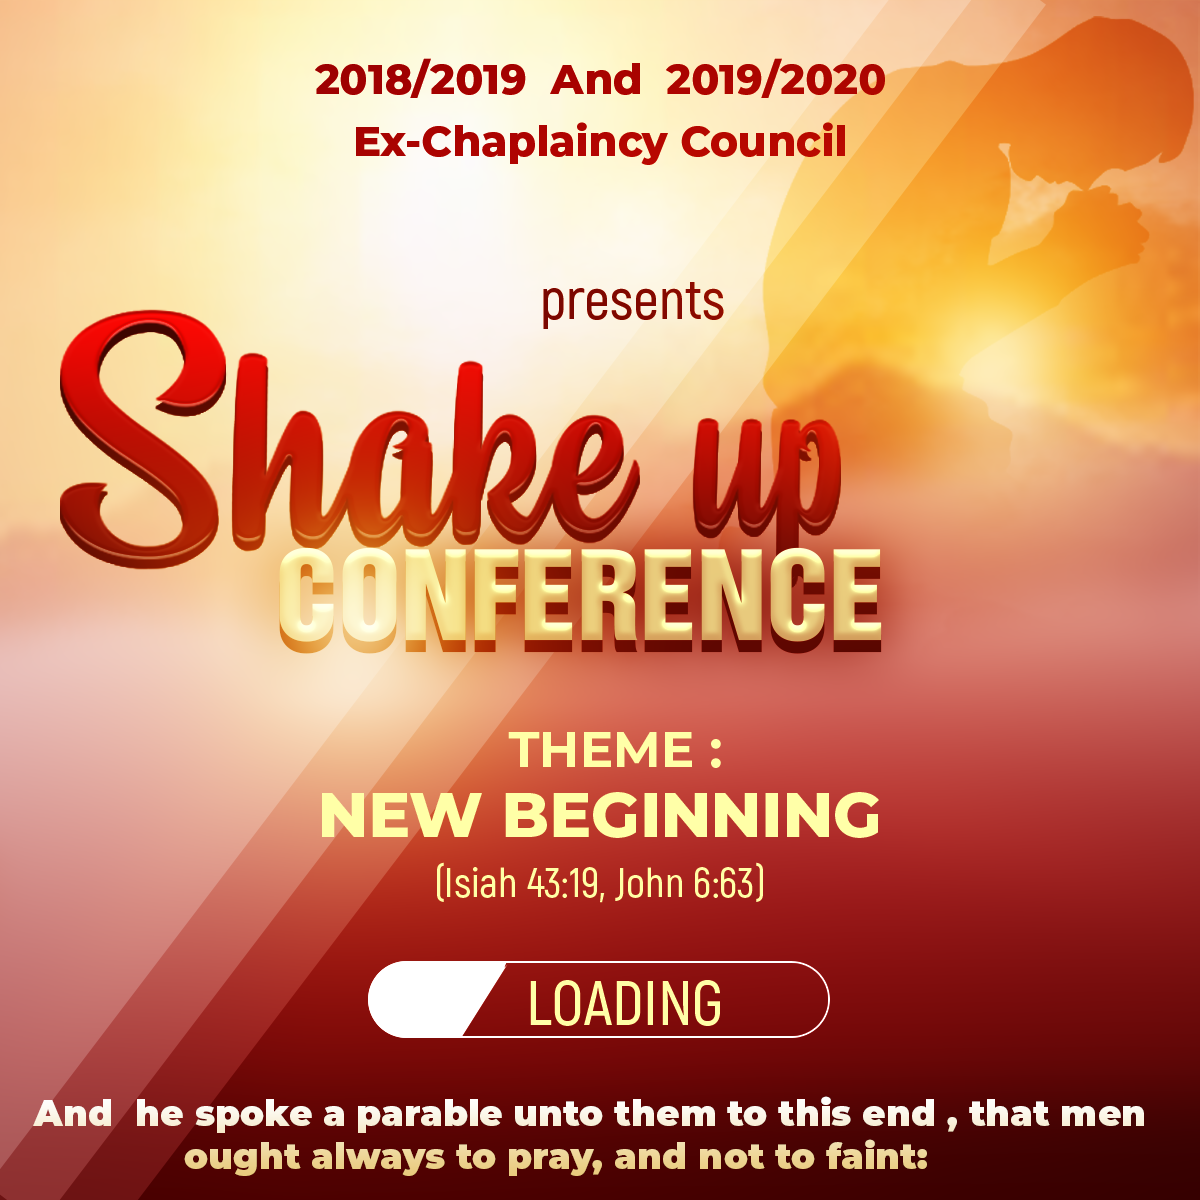 2018/2019 And 2019/2020
Ex-Chaplaincy Council
presents
Shake up
CONFERENCE
THEME :
NEW BEGINNING
(Isiah 43:19, John 6:63)
LOADING
And he spoke a parable unto them to this end , that men
ought always to pray, and not to faint: